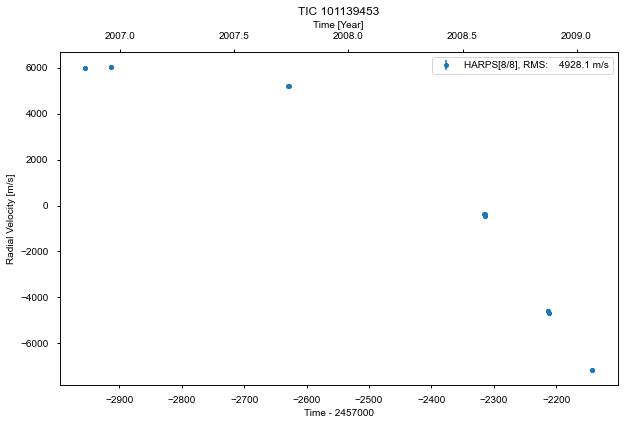 TIC 101139453
Time [Year]
2007.0 2007.5 2008.0 2008.5 2009.0
HARPS[8/8], RMS: 4928.1 m/s
6000
4000
2000
0
−2000
−4000
−6000
Radial Velocity [m/s]
−2900 −2800 −2700 −2600 −2500 −2400 −2300 −2200
Time - 2457000